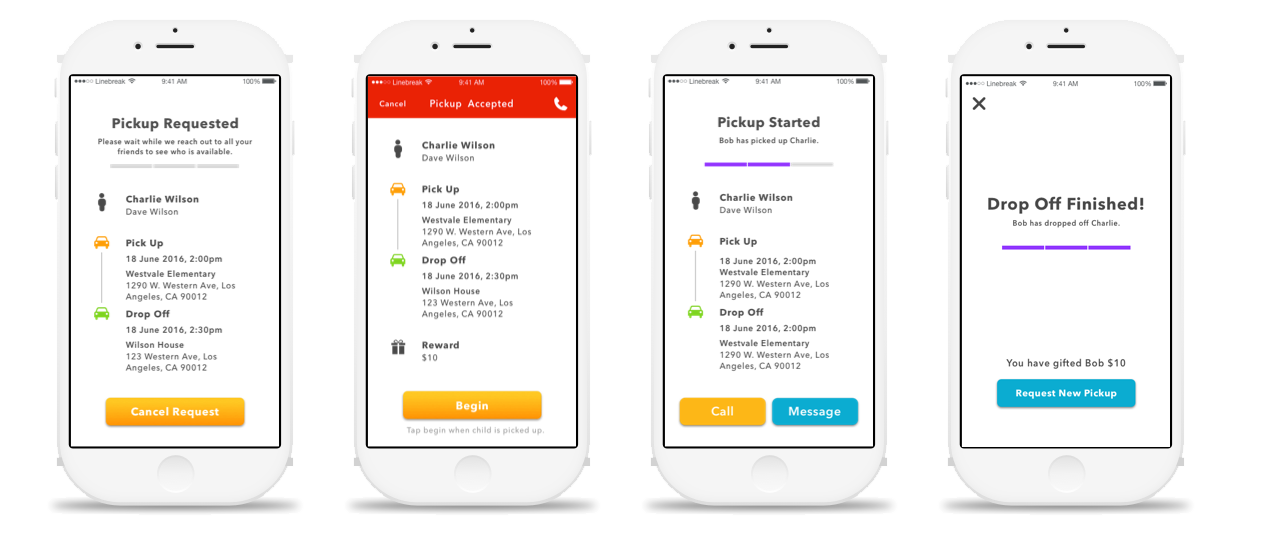 Linebreak 9:41 AM 100%
Pickup Requested
Please wait while we reach out to all your
friends to see who is available.
Charlie Wilson
Dave Wilson
Pick Up
18 June 2016, 2:00pm
Westvale Elementary
1290 W. Western Ave, Los
Angeles, CA 90012
Drop Off
18 June 2016, 2:30pm
Wilson House
123 Western Ave, Los
Angeles, CA 90012
Cancel Request
Linebreak 9:41 AM 100%
Cancel Pickup Accepted
Charlie Wilson
Dave Wilson
Pick Up
18 June 2016, 2:00pm
Westvale Elementary
1290 W. Western Ave, Los
Angeles, CA 90012
Drop Off
18 June 2016, 2:30pm
Wilson House
123 Western Ave, Los
Angeles, CA 90012
Reward
$10
Begin
Tap begin when child is picked up.
Linebreak 9:41 AM 100%
Pickup Started
Bob has picked up Charlie.
Charlie Wilson
Dave Wilson
Pick Up
18 June 2016, 2:00pm
Westvale Elementary
1290 W. Western Ave, Los
Angeles, CA 90012
Drop Off
18 June 2016, 2:00pm
Westvale Elementary
1290 W. Western Ave, Los
Angeles, CA 90012
Call Message
Linebreak 9:41 AM 100%
Drop Off Finished!
Bob has dropped off Charlie.
You have gifted Bob $10
Request New Pickup